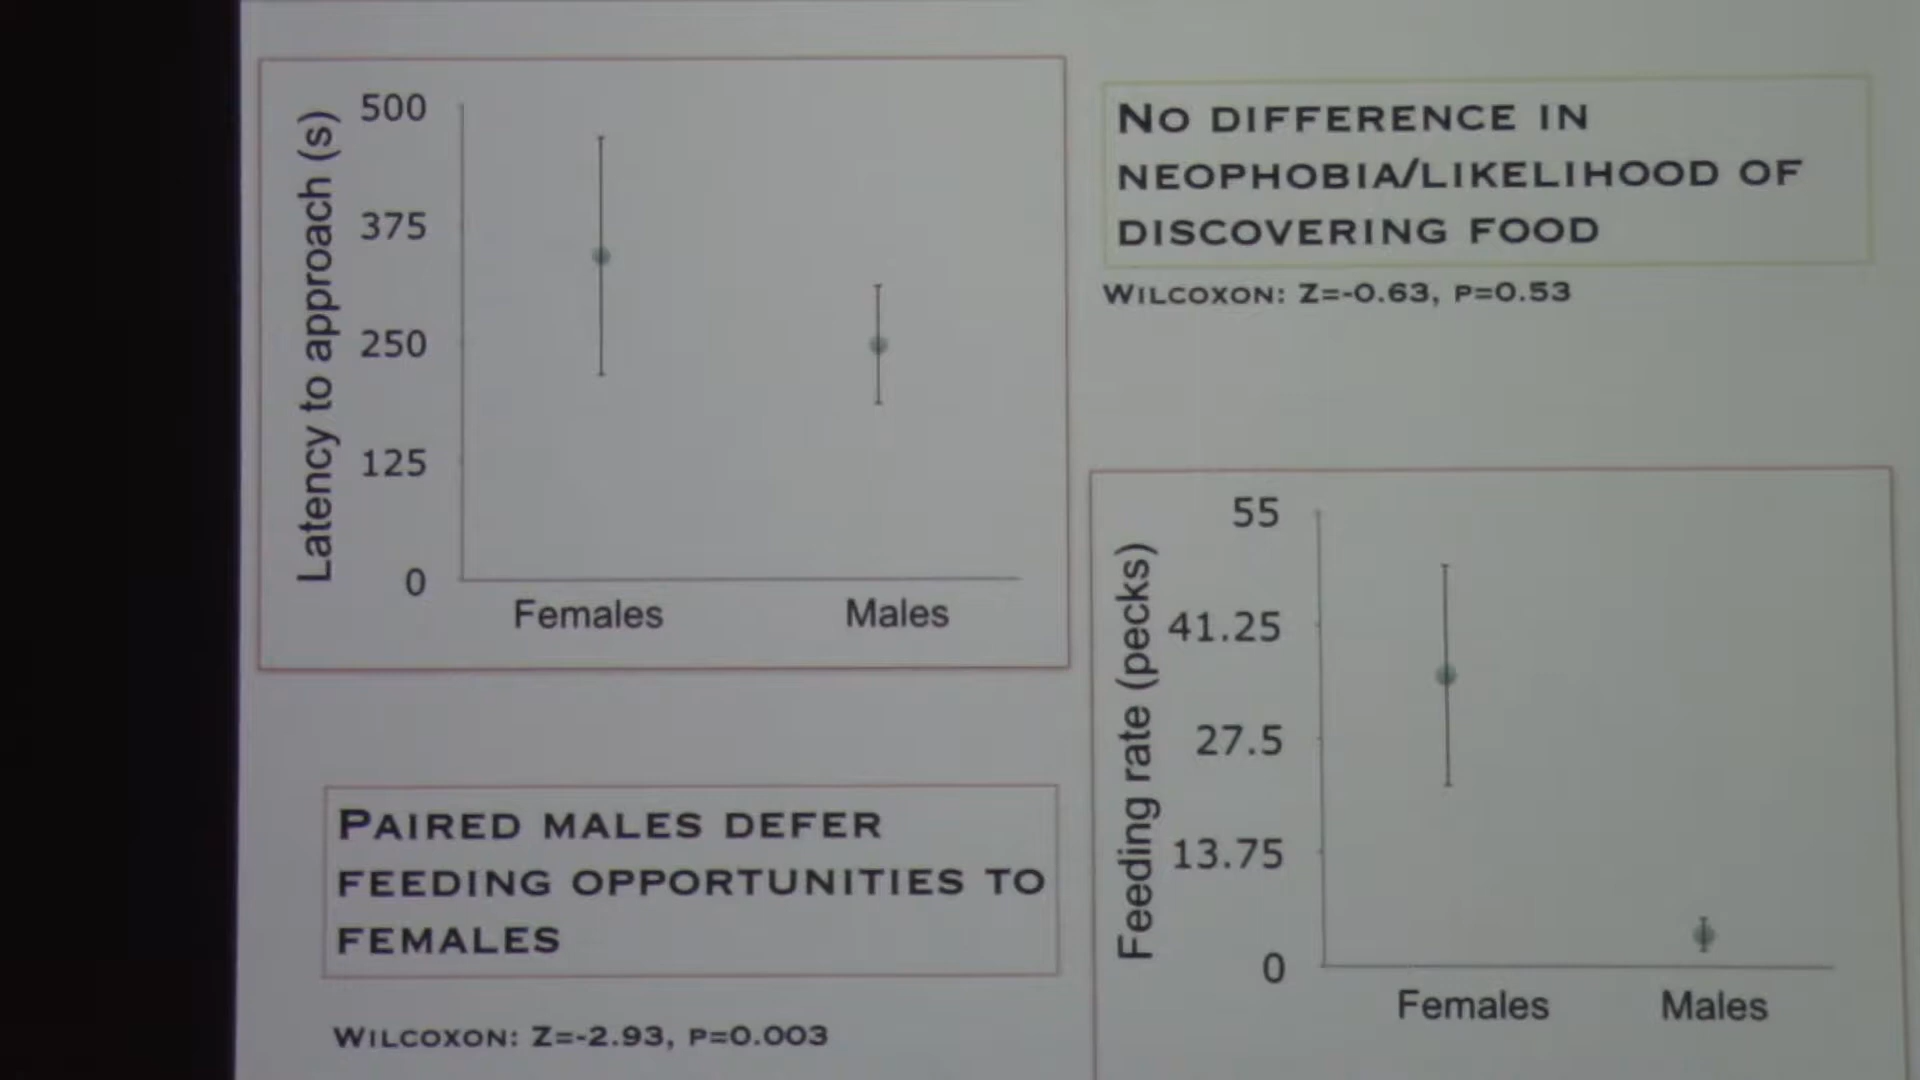 500
375
250
125
0
Latency to approach (s)
Females Males
NO DIFFERENCE IN
NEOPHOBIA/LIKELIHOOD OF
DISCOVERING FOOD
WILCOXON: Z=-0.63, P=0.53
PAIRED MALES DEFER
FEEDING OPPORTUNITIES TO
FEMALES
WILCOXON: Z=-2.93, P=0.003
55
41.25
27.5
13.75
0
Feeding rate (pecks)
Females Males